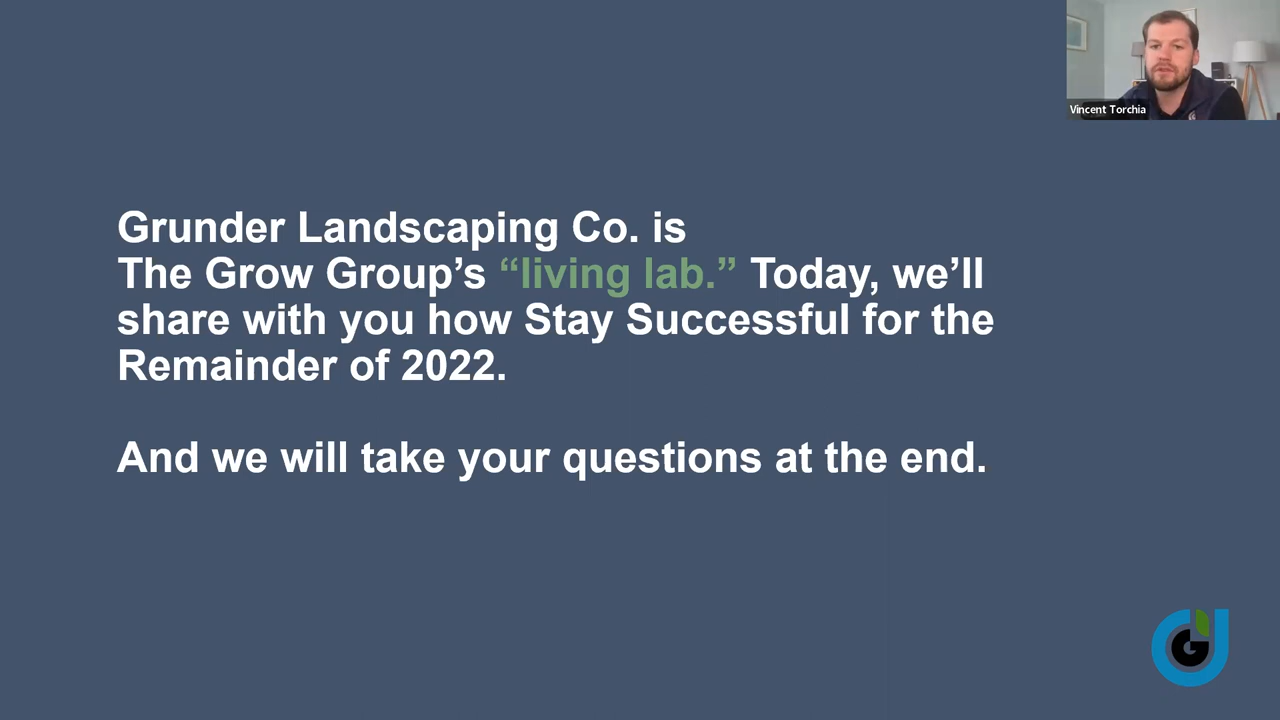 Vincent Torchia
Grunder Landscaping Co. is
The Grow Group’s “living lab.” Today, we’ll
share with you how Stay Successful for the
Remainder of 2022.
And we will take your questions at the end.
G